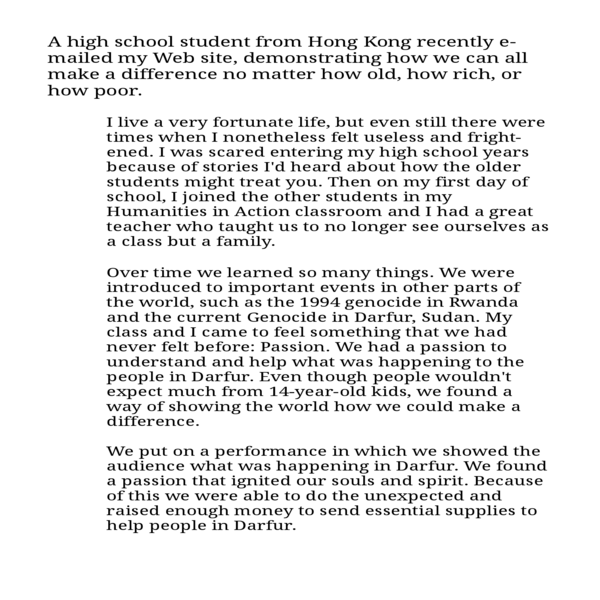 A high school student from Hong Kong recently e-
mailed my Web site, demonstrating how we can all
make a difference no matter how old, how rich, or
how poor.
I live a very fortunate life, but even still there were
times when I nonetheless felt useless and fright-
ened. I was scared entering my high school years
because of stories I'd heard about how the older
students might treat you. Then on my first day of
school, I joined the other students in my
Humanities in Action classroom and I had a great
teacher who taught us to no longer see ourselves as
a class but a family.
Over time we learned so many things. We were
introduced to important events in other parts of
the world, such as the 1994 genocide in Rwanda
and the current Genocide in Darfur, Sudan. My
class and I came to feel something that we had
never felt before: Passion. We had a passion to
understand and help what was happening to the
people in Darfur. Even though people wouldn't
expect much from 14-year-old kids, we found a
way of showing the world how we could make a
difference.
We put on a performance in which we showed the
audience what was happening in Darfur. We found
a passion that ignited our souls and spirit. Because
of this we were able to do the unexpected and
raised enough money to send essential supplies to
help people in Darfur.